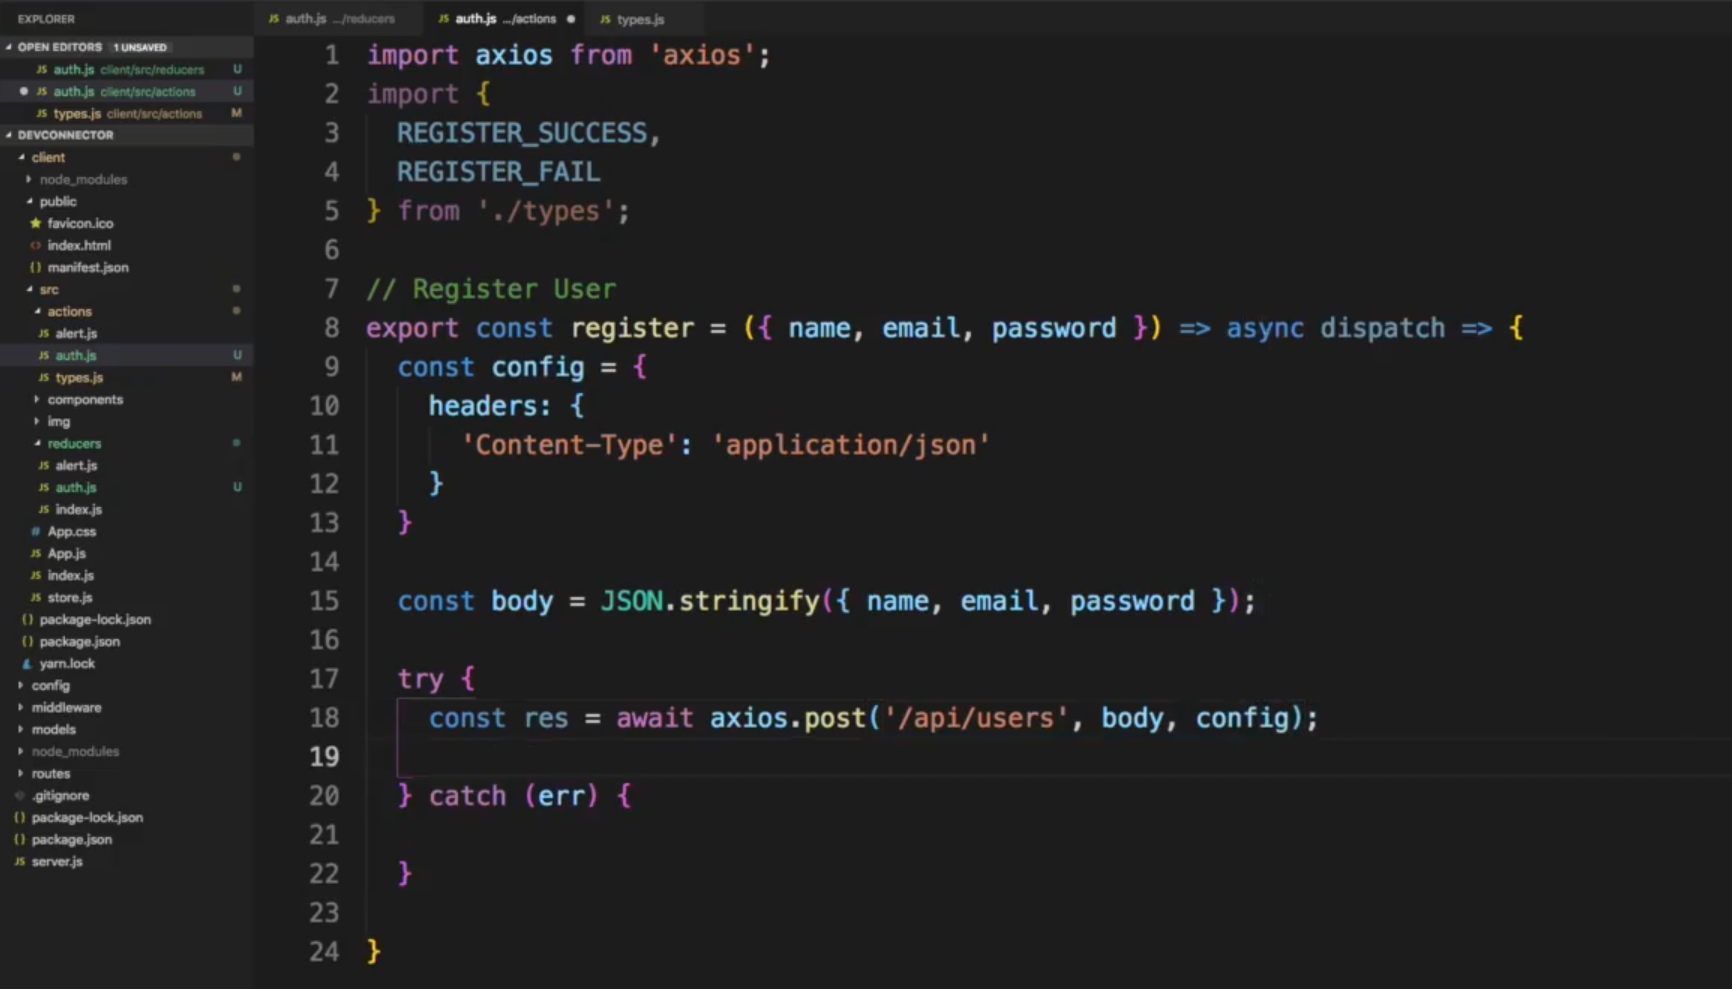 EXPLORER
OPEN EDITORS 1 UNSAVED
JS auth.js client/src/reducers U
JS auth.js client/src/actions U
JS types.js client/src/actions M
DEVCONNECTOR
client
node_modules
public
favicon.ico
<> index.html
{} manifest.json
src
actions
JS alert.js
JS auth.js U
JS types.js M
components
img
reducers
JS alert.js
JS auth.js U
JS index.js
# App.css
JS App.js
JS index.js
JS store.js
{} package-lock.json
{} package.json
yarn.lock
config
middleware
models
node_modules
routes
.gitignore
{} package-lock.json
{} package.json
JS server.js
JS auth.js .../reducers JS auth.js .../actions JS types.js
1 import axios from 'axios';
2 import {
3 REGISTER_SUCCESS,
4 REGISTER_FAIL
5 } from './types';
6
7 // Register User
8 export const register = ({ name, email, password }) => async dispatch => {
9 const config = {
10 headers: {
11 'Content-Type': 'application/json'
12 }
13 }
14
15 const body = JSON.stringify({ name, email, password });
16
17 try {
18 const res = await axios.post('/api/users', body, config);
19
20 } catch (err) {
21
22 }
23
24 }